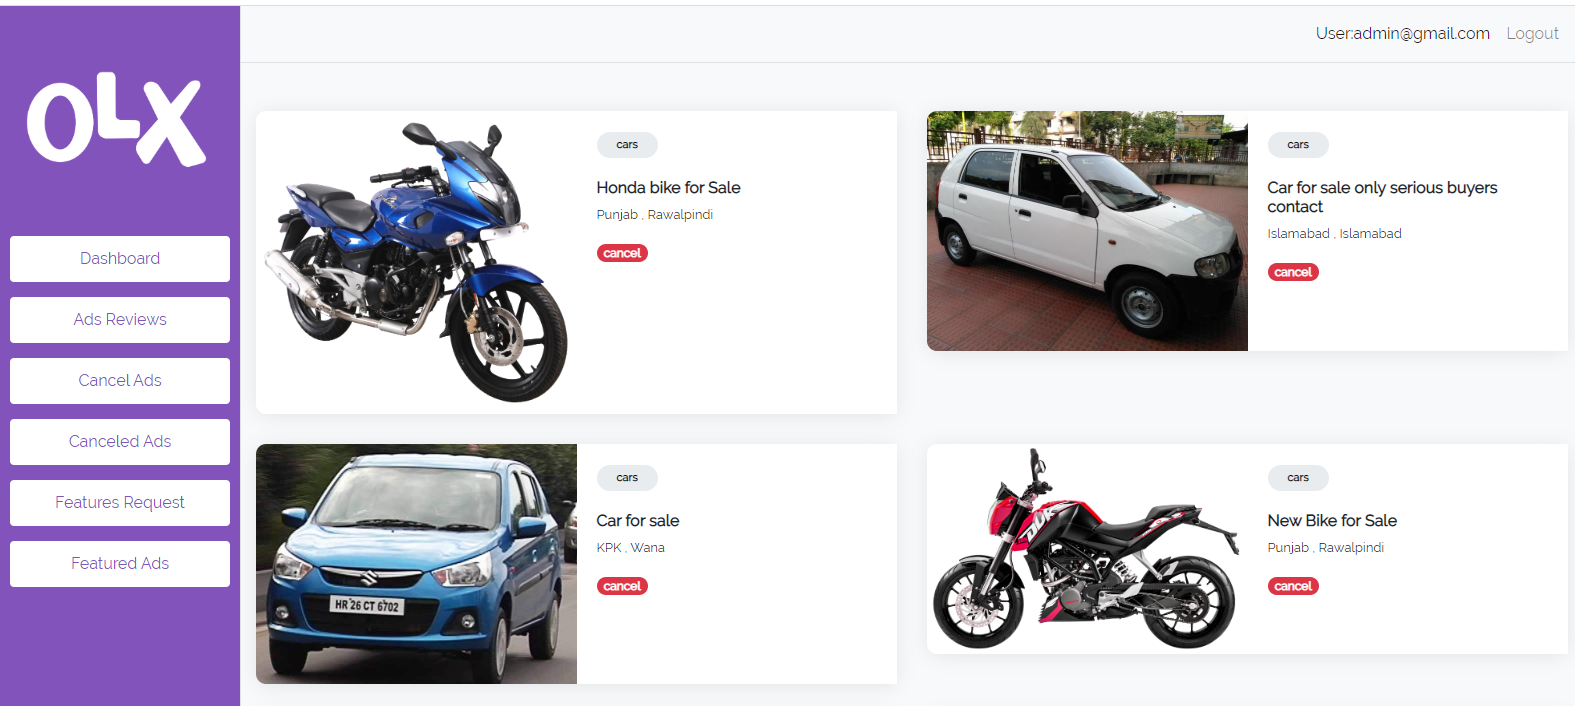 User:admin@gmail.com Logout
OLX
Dashboard
Ads Reviews
Cancel Ads
Canceled Ads
Features Request
Featured Ads
cars
Honda bike for Sale
Punjab , Rawalpindi
cancel
cars
Car for sale only serious buyers
contact
Islamabad , Islamabad
cancel
cars
Car for sale
KPK , Wana
cancel
HR 26 CT 6702
cars
New Bike for Sale
Punjab , Rawalpindi
cancel
DUK